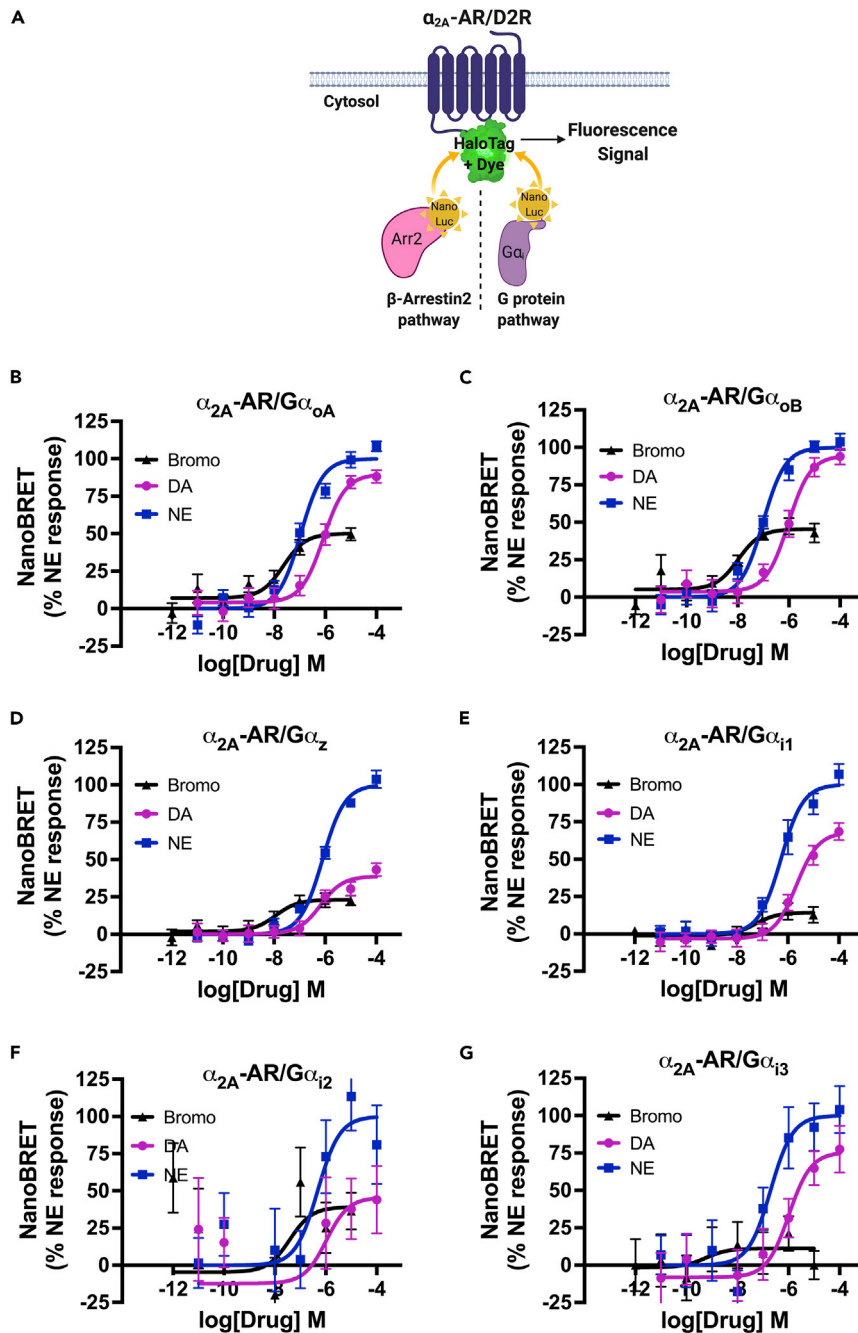 A
α2A-AR/D2R
Cytosol
HaloTag
+ Dye
Fluorescence
Signal
Nano
Luc
Nano
Luc
Arr2
Gαi
β-Arrestin2
pathway
G protein
pathway
B
α2A-AR/GαoA
NanoBRET
(% NE response)
125
100
75
50
25
0
-25
Bromo
DA
NE
-12 -10 -8 -6 -4
log[Drug] M
C
α2A-AR/GαoB
NanoBRET
(% NE response)
125
100
75
50
25
0
-25
Bromo
DA
NE
-12 -10 -8 -6 -4
log[Drug] M
D
α2A-AR/Gαz
NanoBRET
(% NE response)
125
100
75
50
25
0
-25
Bromo
DA
NE
-12 -10 -8 -6 -4
log[Drug] M
E
α2A-AR/Gαi1
NanoBRET
(% NE response)
125
100
75
50
25
0
-25
Bromo
DA
NE
-12 -10 -8 -6 -4
log[Drug] M
F
α2A-AR/Gαi2
NanoBRET
(% NE response)
125
100
75
50
25
0
-25
Bromo
DA
NE
-12 -10 -8 -6 -4
log[Drug] M
G
α2A-AR/Gαi3
NanoBRET
(% NE response)
125
100
75
50
25
0
-25
Bromo
DA
NE
-12 -10 -8 -6 -4
log[Drug] M